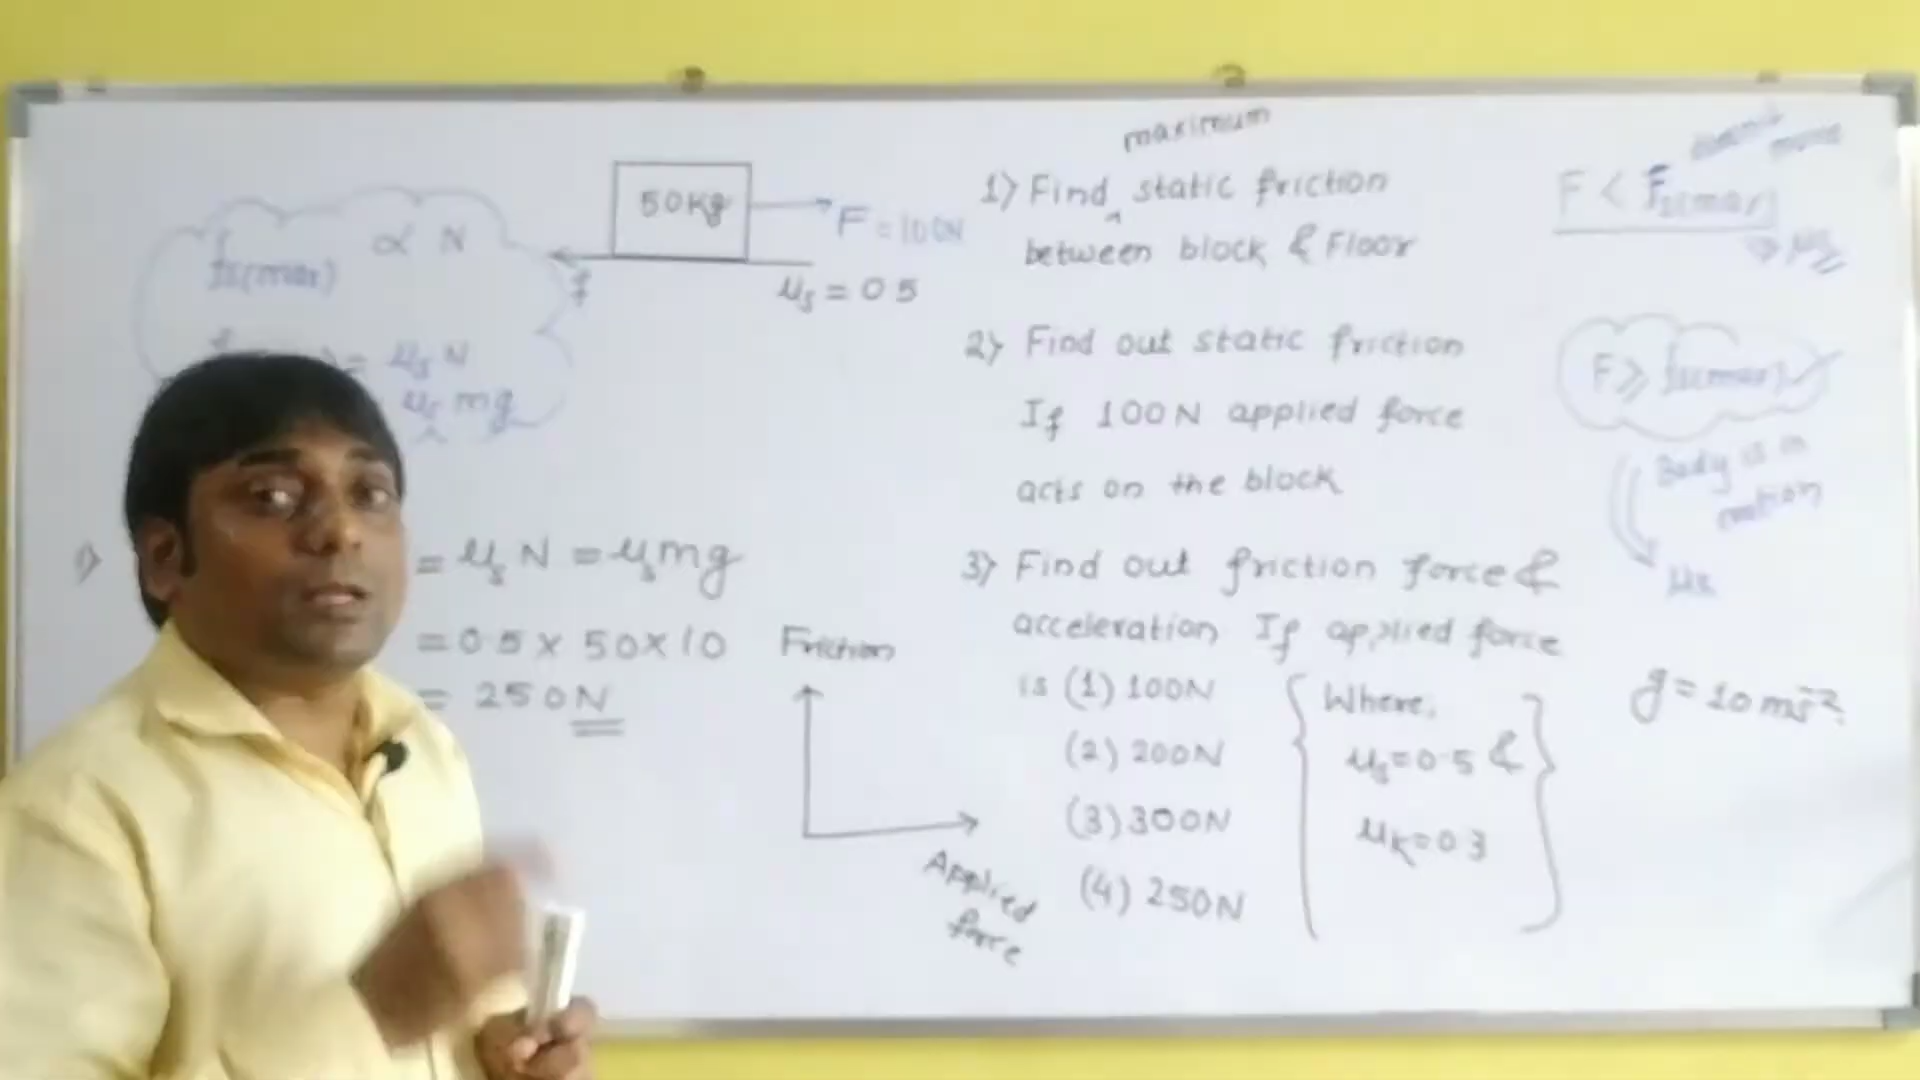 maximum
1) Find static friction
between block & Floor
2) Find out static friction
If 100N applied force
acts on the block
3) Find out friction force &
acceleration If applied force
is (1) 100N
(2) 200N
(3) 300N
(4) 250N
Where,
μs=0.5 &
μk=0.3
50Kg
F = 100N
f
μs = 0.5
fs(max) ∝ N
= μs N
μs mg
1)
= μs N = μs mg
= 0.5 x 50 x 10
= 250N
Friction
Applied
force
F < Fs(max)
F ≥ fs(max)
Body is in
motion
g = 10 ms⁻²